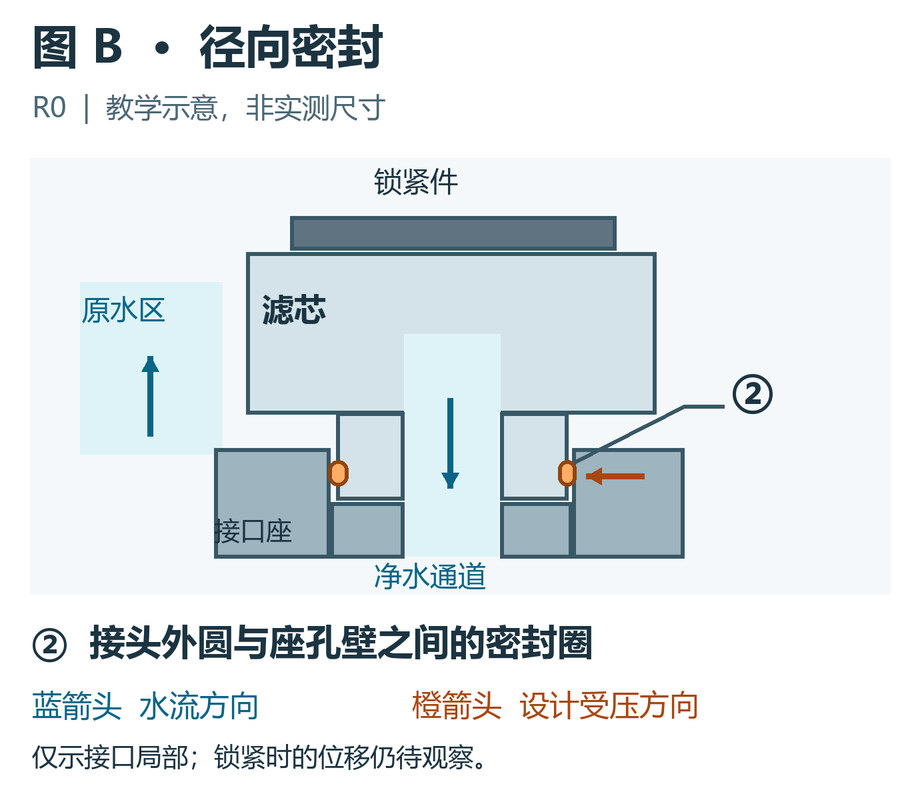 图 B · 径向密封
R0 | 教学示意，非实测尺寸
锁紧件
原水区
滤芯
②
接口座
净水通道
② 接头外圆与座孔壁之间的密封圈
蓝箭头 水流方向
橙箭头 设计受压方向
仅示接口局部；锁紧时的位移仍待观察。